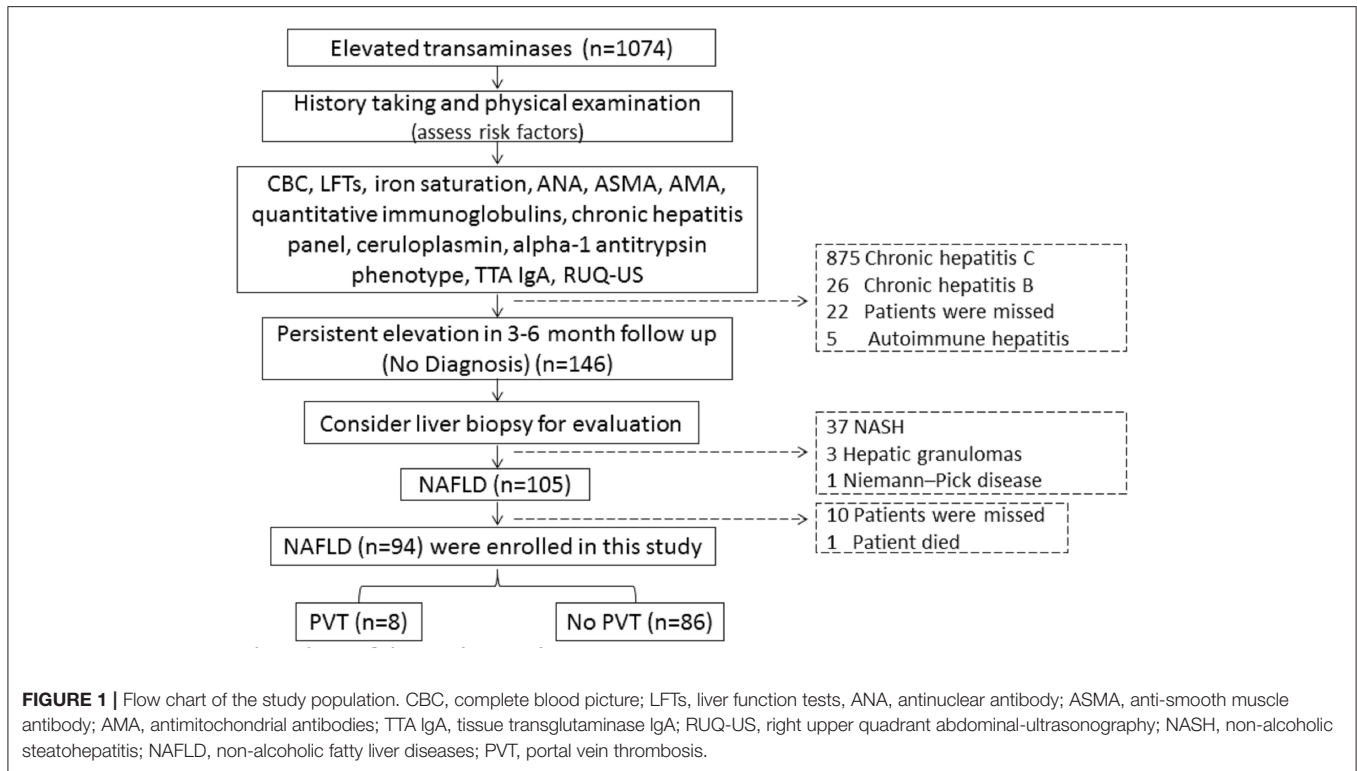 Elevated transaminases (n=1074)
History taking and physical examination
(assess risk factors)
CBC, LFTs, iron saturation, ANA, ASMA, AMA,
quantitative immunoglobulins, chronic hepatitis
panel, ceruloplasmin, alpha-1 antitrypsin
phenotype, TTA IgA, RUQ-US
875 Chronic hepatitis C
26 Chronic hepatitis B
22 Patients were missed
5 Autoimmune hepatitis
Persistent elevation in 3-6 month follow up
(No Diagnosis) (n=146)
Consider liver biopsy for evaluation
37 NASH
3 Hepatic granulomas
1 Niemann–Pick disease
NAFLD (n=105)
10 Patients were missed
1 Patient died
NAFLD (n=94) were enrolled in this study
PVT (n=8)
No PVT (n=86)
FIGURE 1 | Flow chart of the study population. CBC, complete blood picture; LFTs, liver function tests, ANA, antinuclear antibody; ASMA, anti-smooth muscle
antibody; AMA, antimitochondrial antibodies; TTA IgA, tissue transglutaminase IgA; RUQ-US, right upper quadrant abdominal-ultrasonography; NASH, non-alcoholic
steatohepatitis; NAFLD, non-alcoholic fatty liver diseases; PVT, portal vein thrombosis.